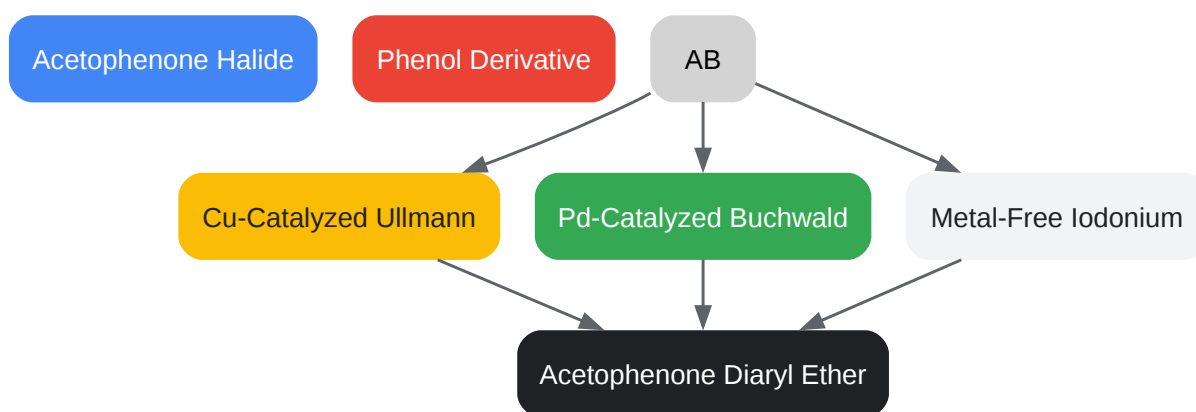 Acetophenone Halide
Phenol Derivative
AB
Cu-Catalyzed Ullmann
Pd-Catalyzed Buchwald
Metal-Free Iodonium
Acetophenone Diaryl Ether